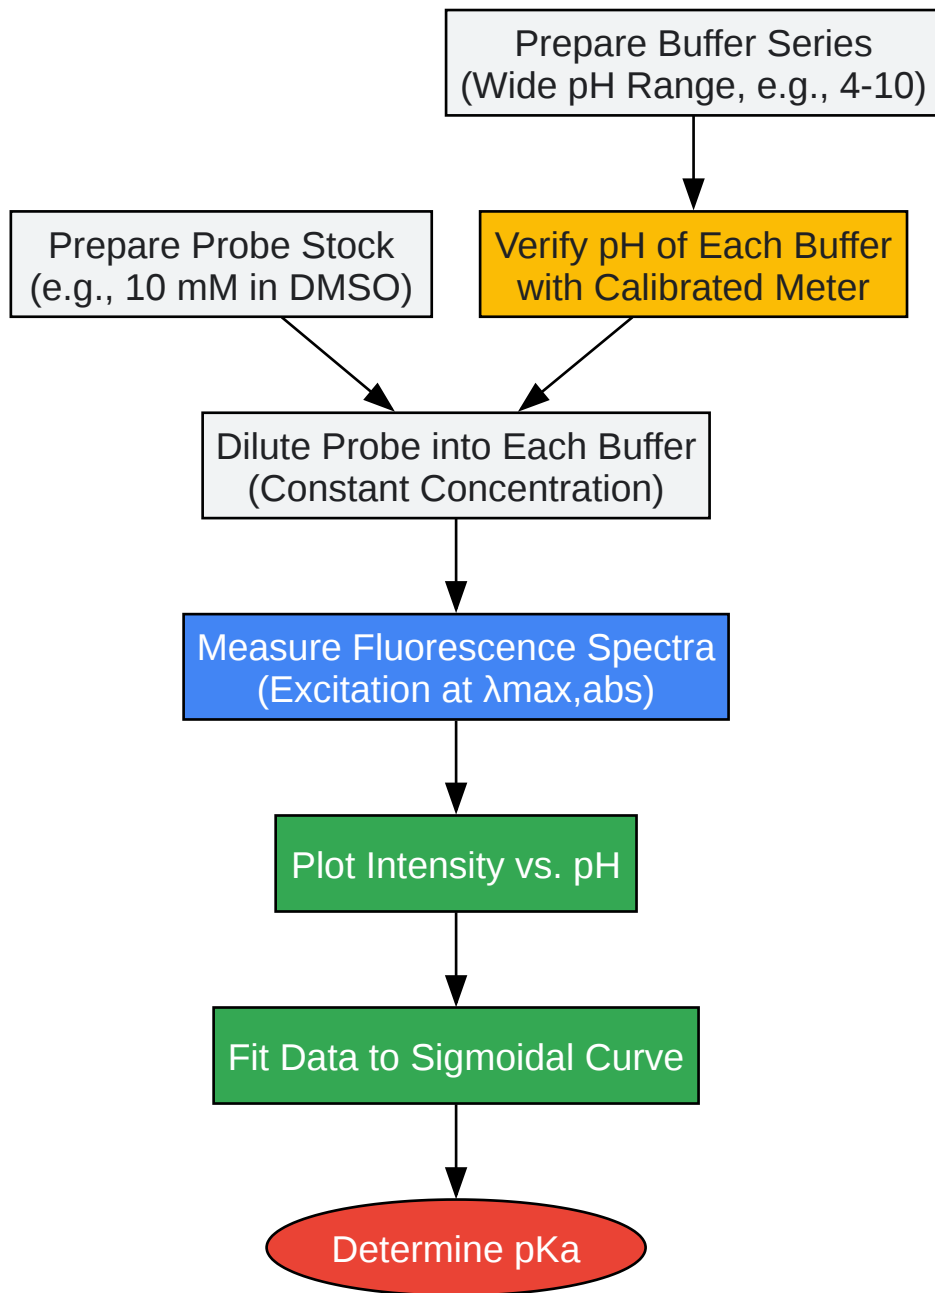 Prepare Buffer Series
(Wide pH Range, e.g., 4-10)
Prepare Probe Stock
(e.g., 10 mM in DMSO)
Verify pH of Each Buffer
with Calibrated Meter
Dilute Probe into Each Buffer
(Constant Concentration)
Measure Fluorescence Spectra
(Excitation at λmax,abs)
Plot Intensity vs. pH
Fit Data to Sigmoidal Curve
Determine pKa